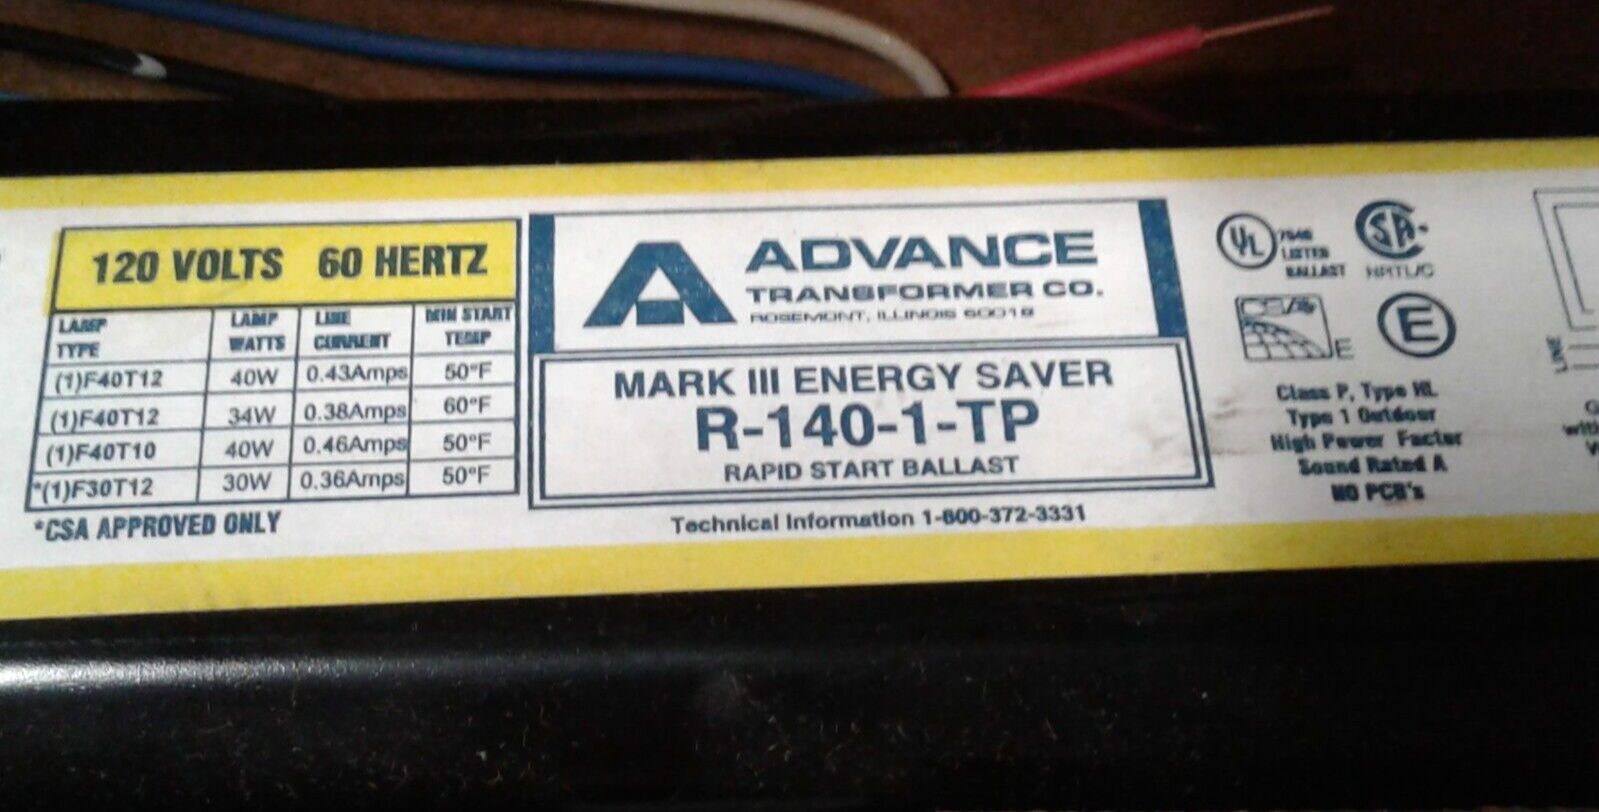 120 VOLTS 60 HERTZ
LAMP TYPE LAMP WATTS LINE CURRENT MIN START TEMP
(1)F40T12 40W 0.43Amps 50°F
(1)F40T12 34W 0.38Amps 60°F
(1)F40T10 40W 0.46Amps 50°F
*(1)F30T12 30W 0.36Amps 50°F
*CSA APPROVED ONLY
ADVANCE
TRANSFORMER CO.
ROSEMONT, ILLINOIS 60018
MARK III ENERGY SAVER
R-140-1-TP
RAPID START BALLAST
Technical Information 1-800-372-3331
UL
LISTED
BALLAST
SA
NRTL/C
E
E
Class P, Type HL
Type 1 Outdoor
High Power Factor
Sound Rated A
NO PCB's
LINE